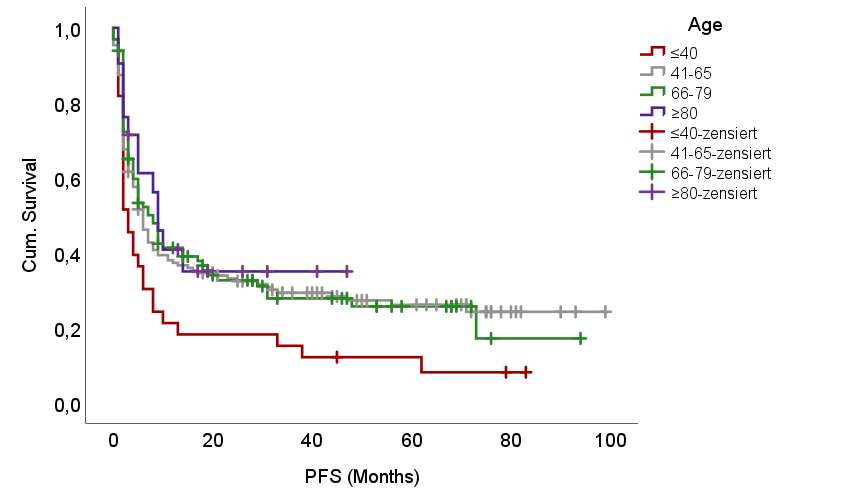 Age
≤40
41-65
66-79
≥80
≤40-zensiert
41-65-zensiert
66-79-zensiert
≥80-zensiert
Cum. Survival
1,0
0,8
0,6
0,4
0,2
0,0
0 20 40 60 80 100
PFS (Months)